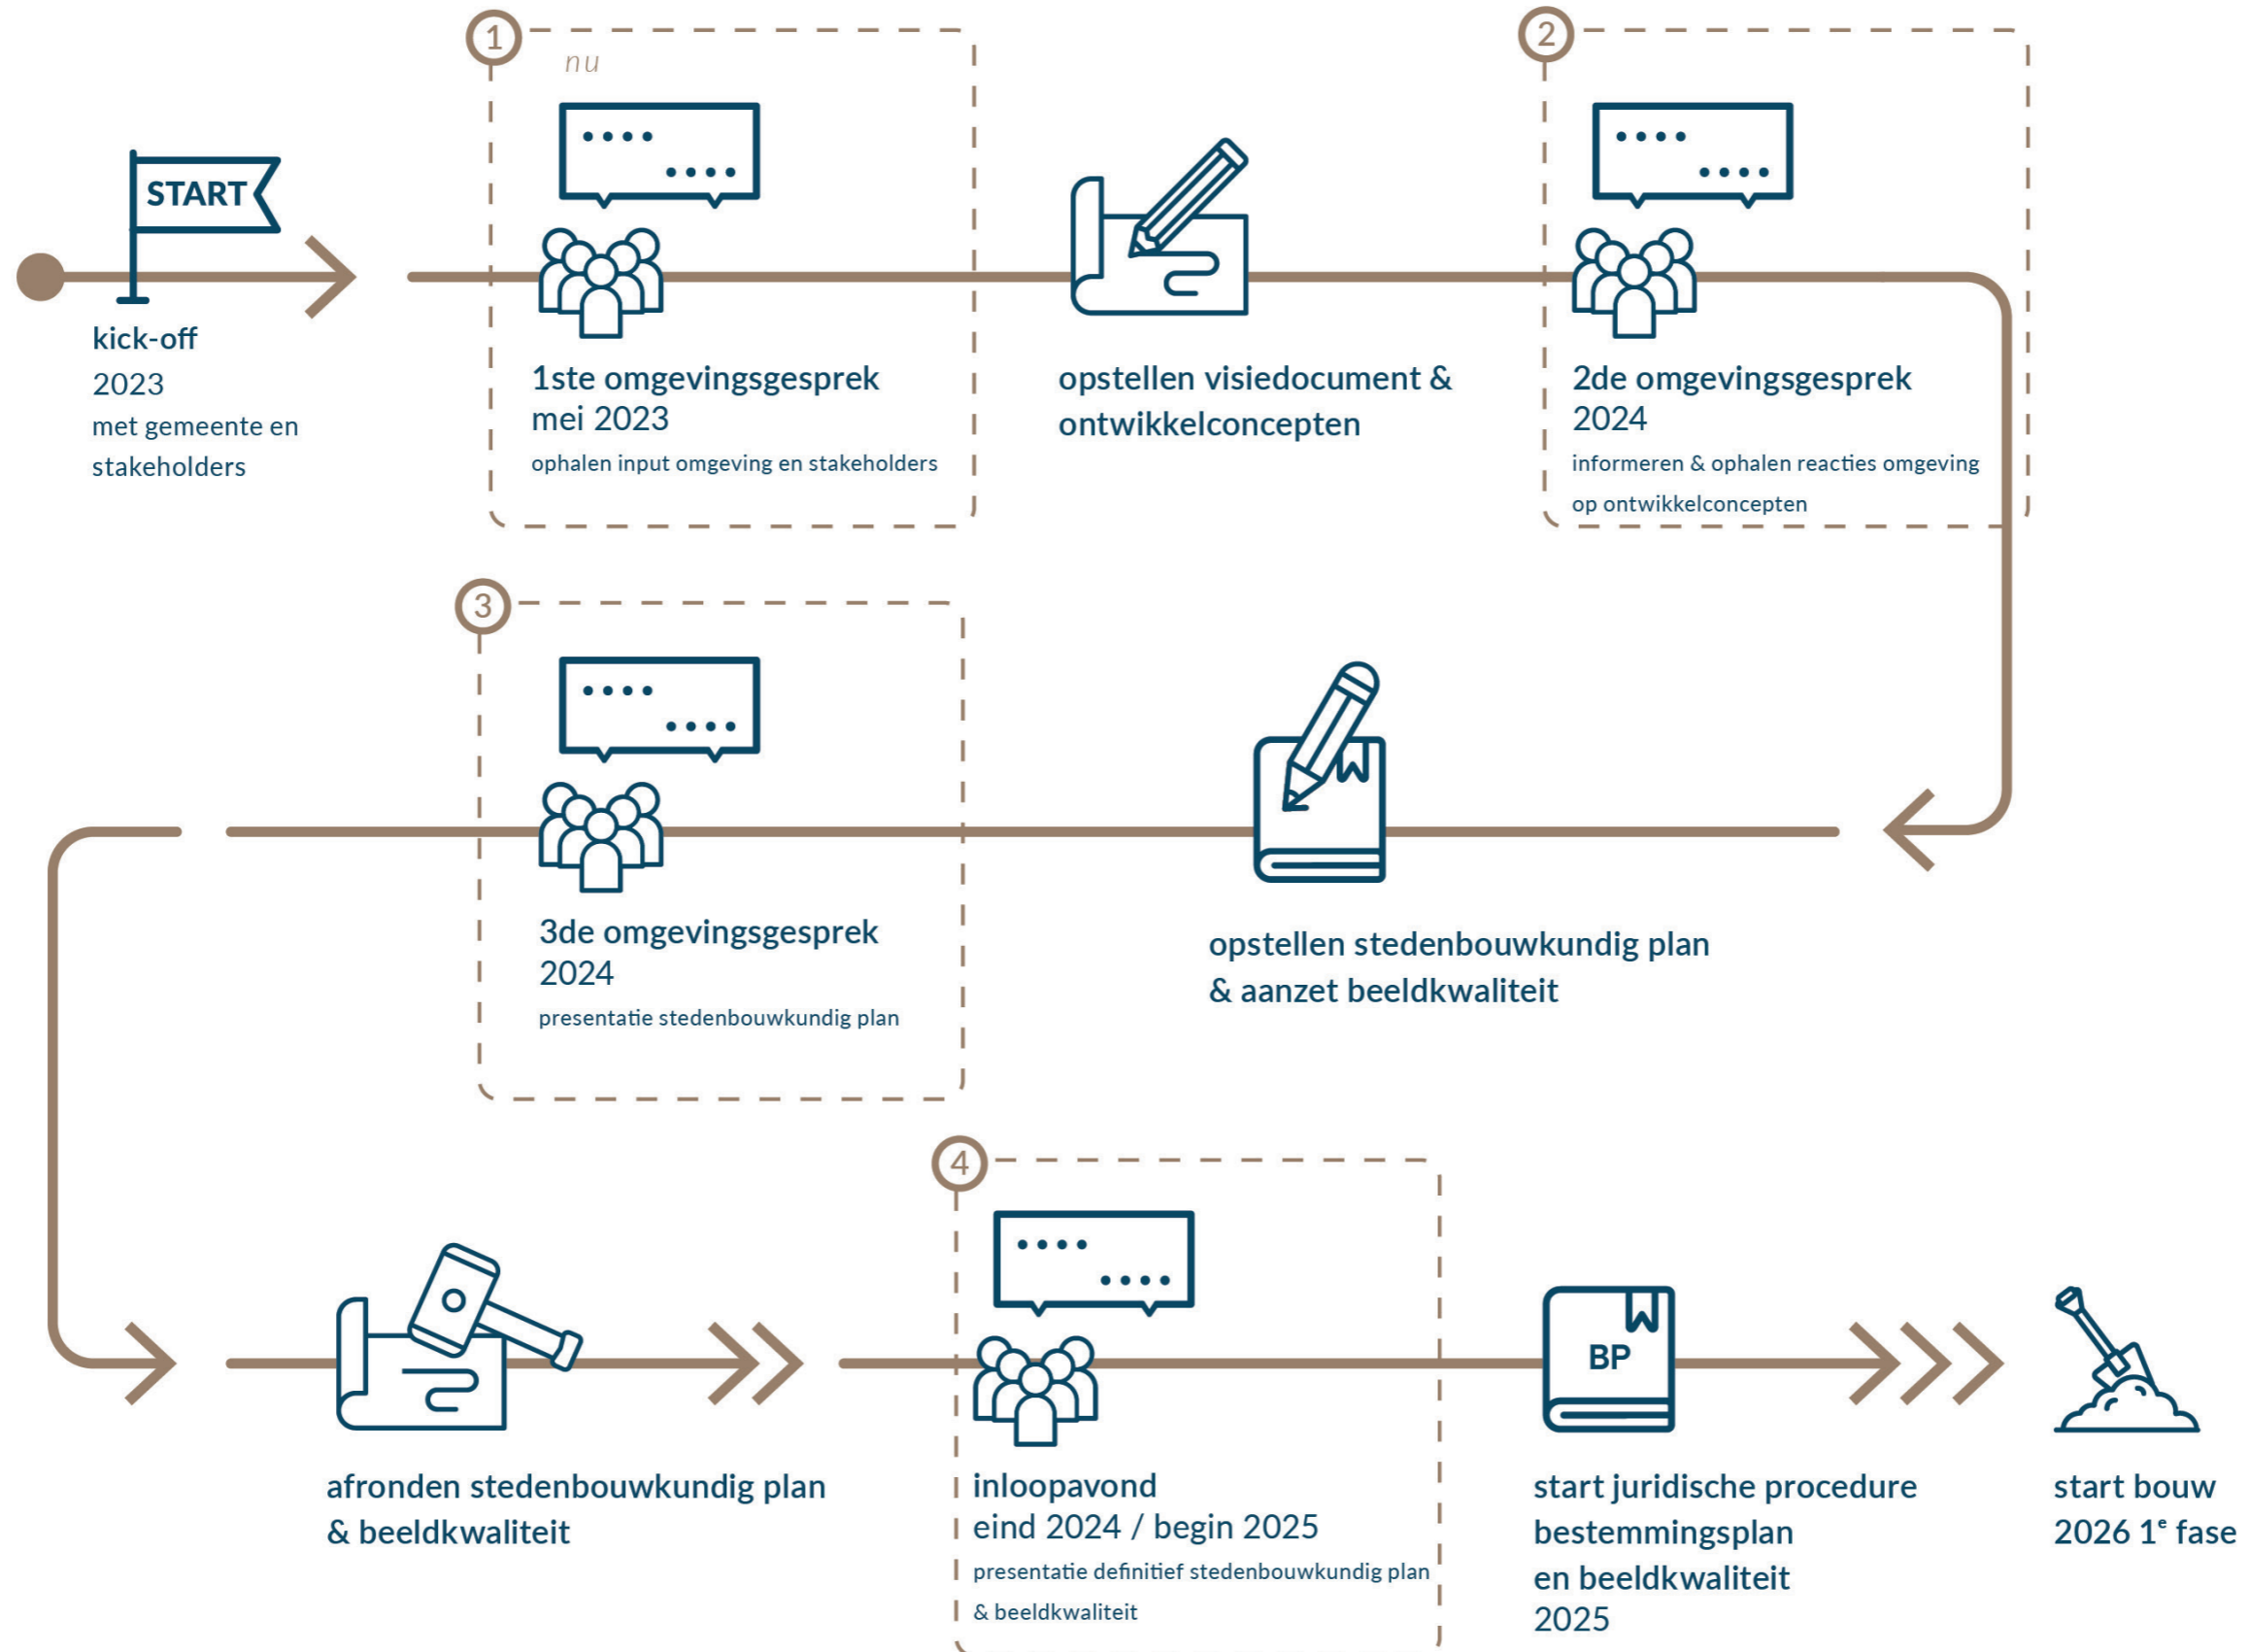 START
kick-off
2023
met gemeente en
stakeholders
1
nu
1ste omgevingsgesprek
mei 2023
ophalen input omgeving en stakeholders
opstellen visiedocument &
ontwikkelconcepten
2
2de omgevingsgesprek
2024
informeren & ophalen reacties omgeving
op ontwikkelconcepten
opstellen stedenbouwkundig plan
& aanzet beeldkwaliteit
3
3de omgevingsgesprek
2024
presentatie stedenbouwkundig plan
afronden stedenbouwkundig plan
& beeldkwaliteit
4
inloopavond
eind 2024 / begin 2025
presentatie definitief stedenbouwkundig plan
& beeldkwaliteit
BP
start juridische procedure
bestemmingsplan
en beeldkwaliteit
2025
start bouw
2026 1ᵉ fase